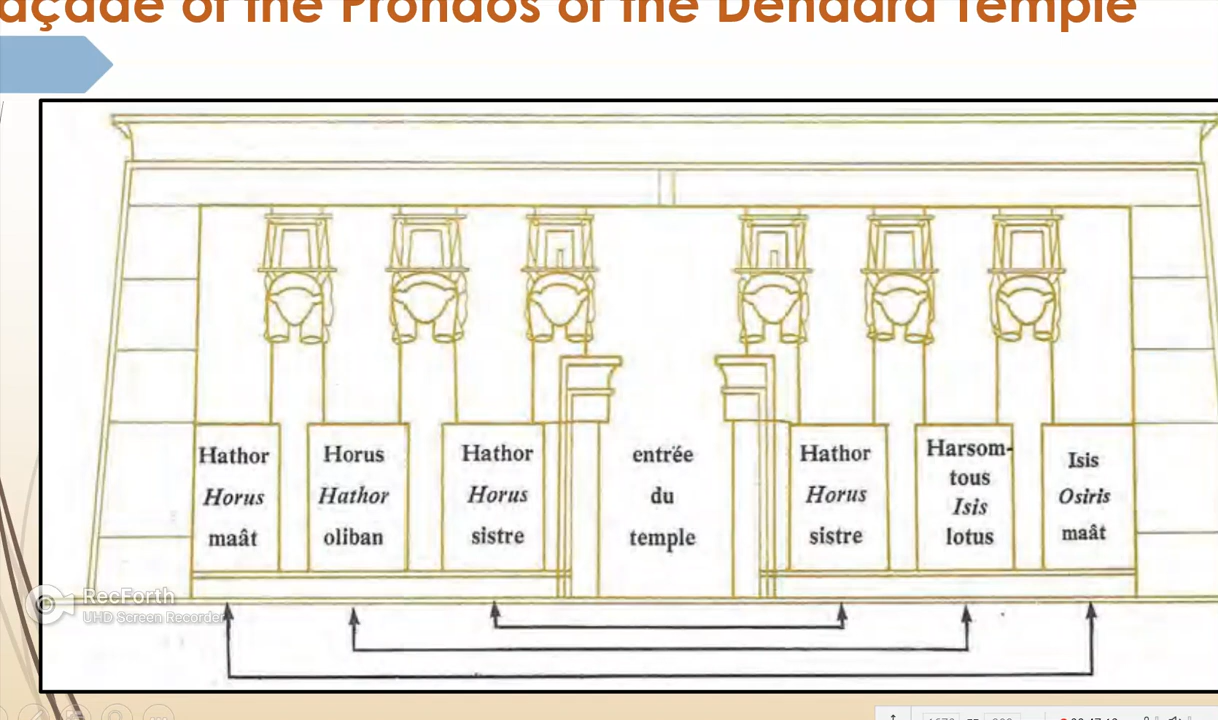 açade of the Pronaos of the Dendara Temple
Hathor
Horus
maât
Horus
Hathor
oliban
Hathor
Horus
sistre
entrée
du
temple
Hathor
Horus
sistre
Harsom-
tous
Isis
lotus
Isis
Osiris
maât
RecForth
UHD Screen Recorder